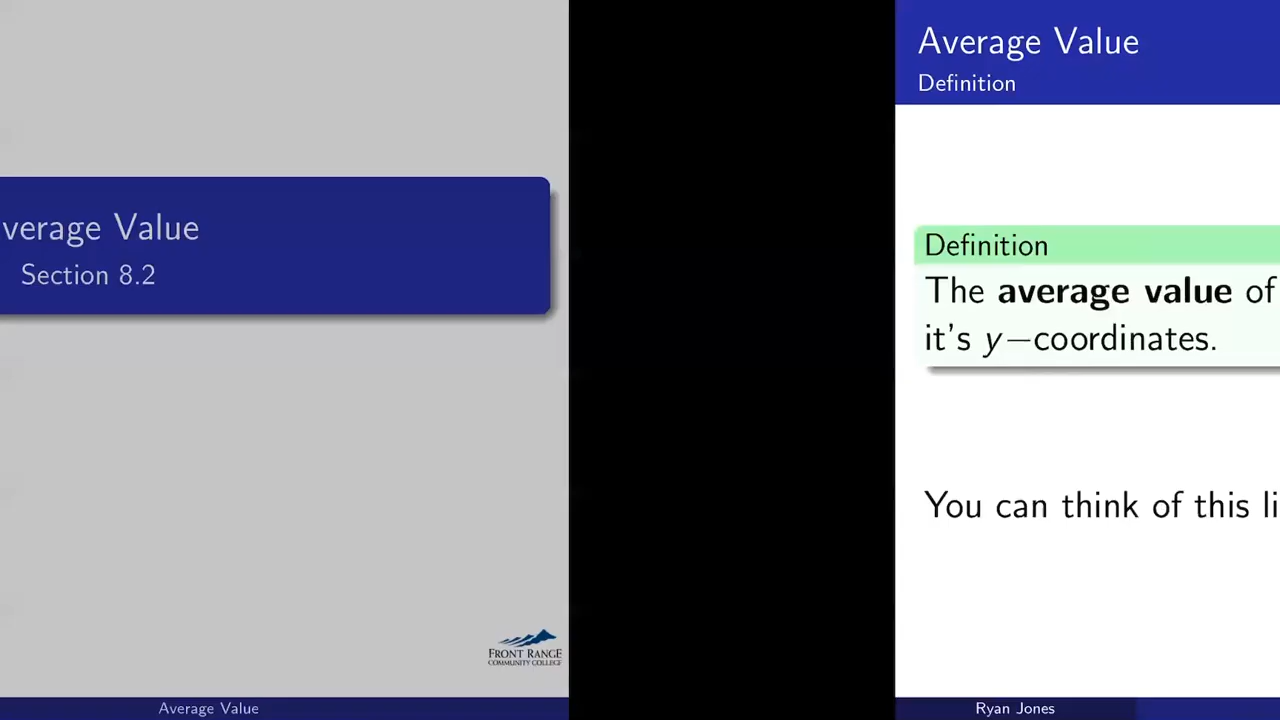 verage Value
Section 8.2
FRONT RANGE
COMMUNITY COLLEGE
Average Value
Average Value
Definition
Definition
The average value of
it's y−coordinates.
You can think of this li
Ryan Jones